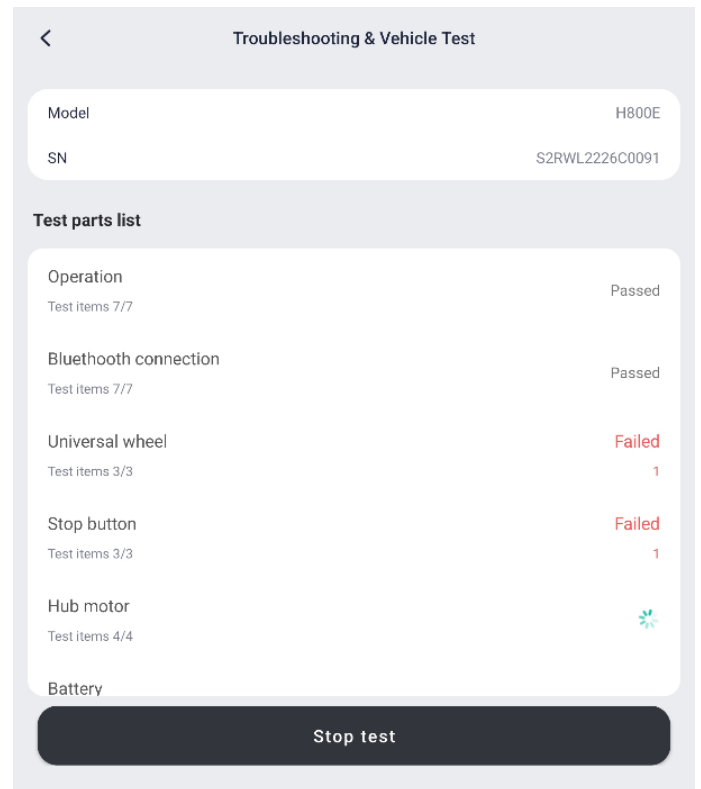 Troubleshooting & Vehicle Test
Model H800E
SN S2RWL2226C0091
Test parts list
Operation
Passed
Test items 7/7
Bluethooth connection
Passed
Test items 7/7
Universal wheel Failed
Test items 3/3 1
Stop button Failed
Test items 3/3 1
Hub motor
Test items 4/4
Battery
Stop test